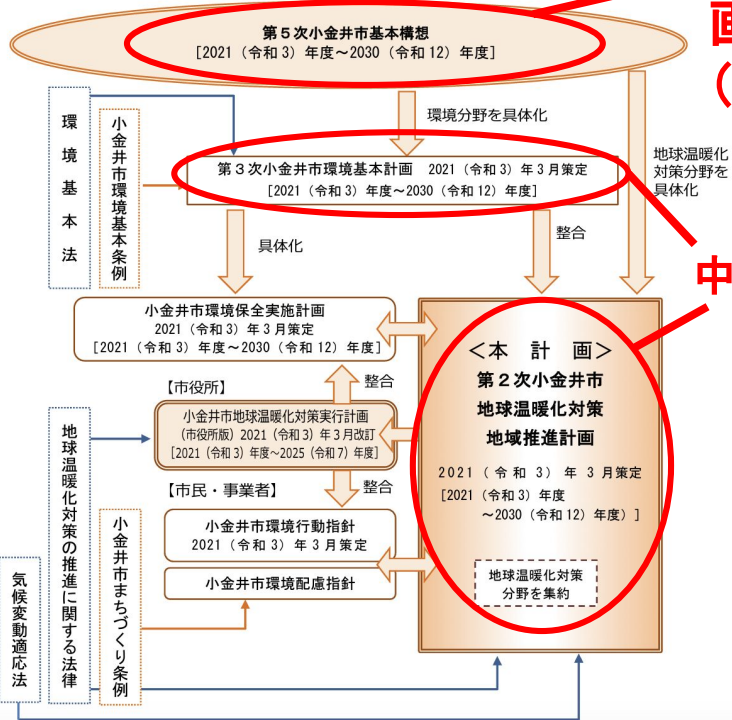 第５次小金井市基本構想
［2021（令和３）年度～2030（令和12）年度］
画
（
環境分野を具体化
環境基本法
小金井市環境基本条例
第３次小金井市環境基本計画　2021（令和３）年３月策定
［2021（令和３）年度～2030（令和12）年度］
地球温暖化
対策分野を
具体化
具体化
整合
中
小金井市環境保全実施計画
2021（令和３）年３月策定
［2021（令和３）年度～2030（令和12）年度］
【市役所】
整合
小金井市地球温暖化対策実行計画
（市役所版）2021（令和３）年３月改訂
［2021（令和３）年度～2025（令和７）年度］
【市民・事業者】
整合
小金井市環境行動指針
2021（令和３）年３月策定
小金井市環境配慮指針
＜本　計　画＞
第２次小金井市
地球温暖化対策
地域推進計画
2021（令和３）年３月策定
［2021（令和３）年度
～2030（令和12）年度）］
地球温暖化対策
分野を集約
地球温暖化対策の推進に関する法律
小金井市まちづくり条例
気候変動適応法